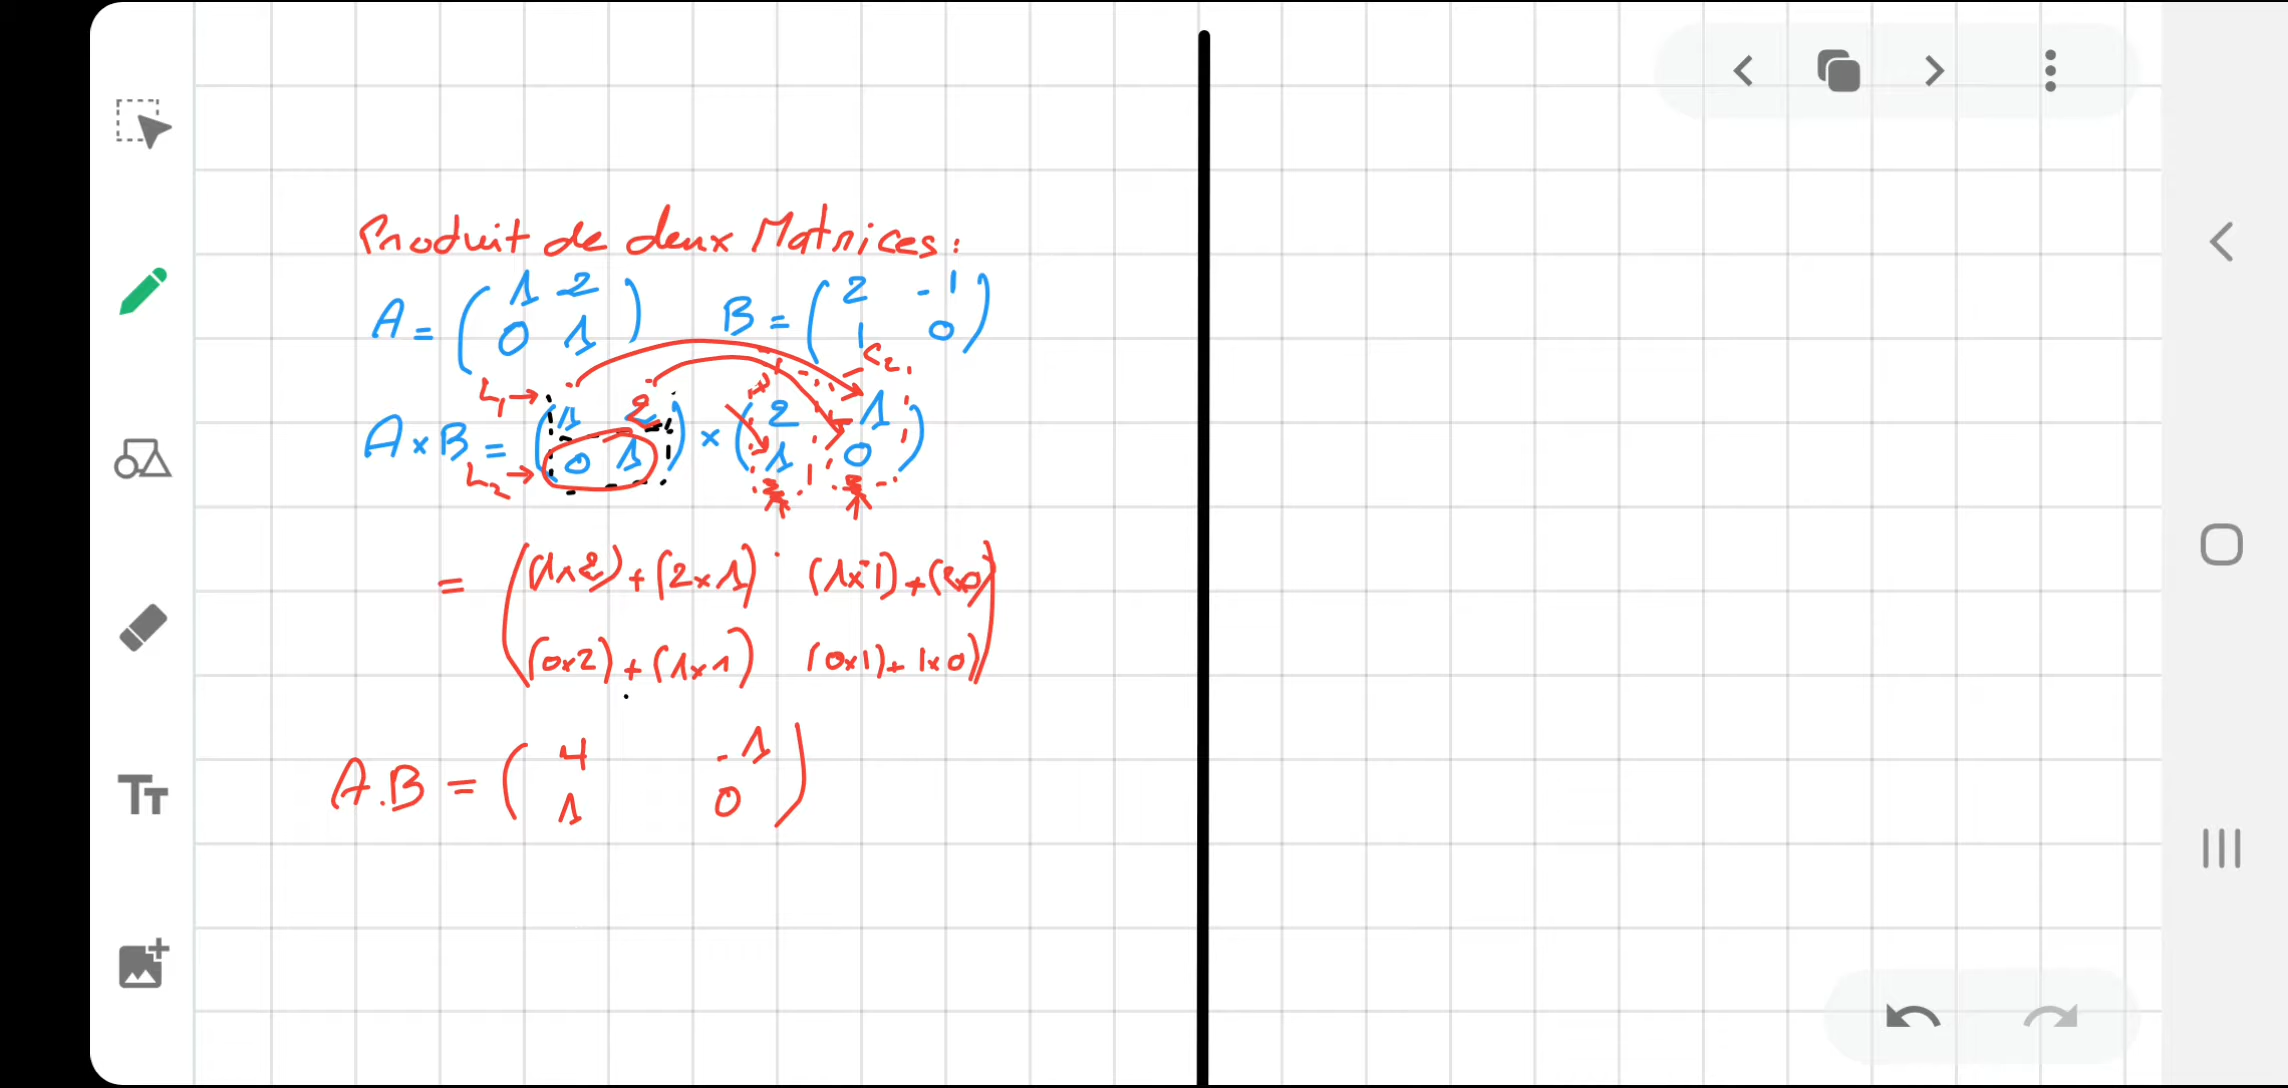 Produit de deux Matrices :
A = ( 1 2 ) B = ( 2 -1 )
0 1 1 0
L1 → C2
A × B = ( 1 2 ) × ( 2 -1 )
L2 → 0 1 1 0
= ( (1×2) + (2×1) (1×-1) + (2×0) )
(0×2) + (1×1) (0×1) + 1×0)
A.B = ( 4 -1 )
1 0
TT